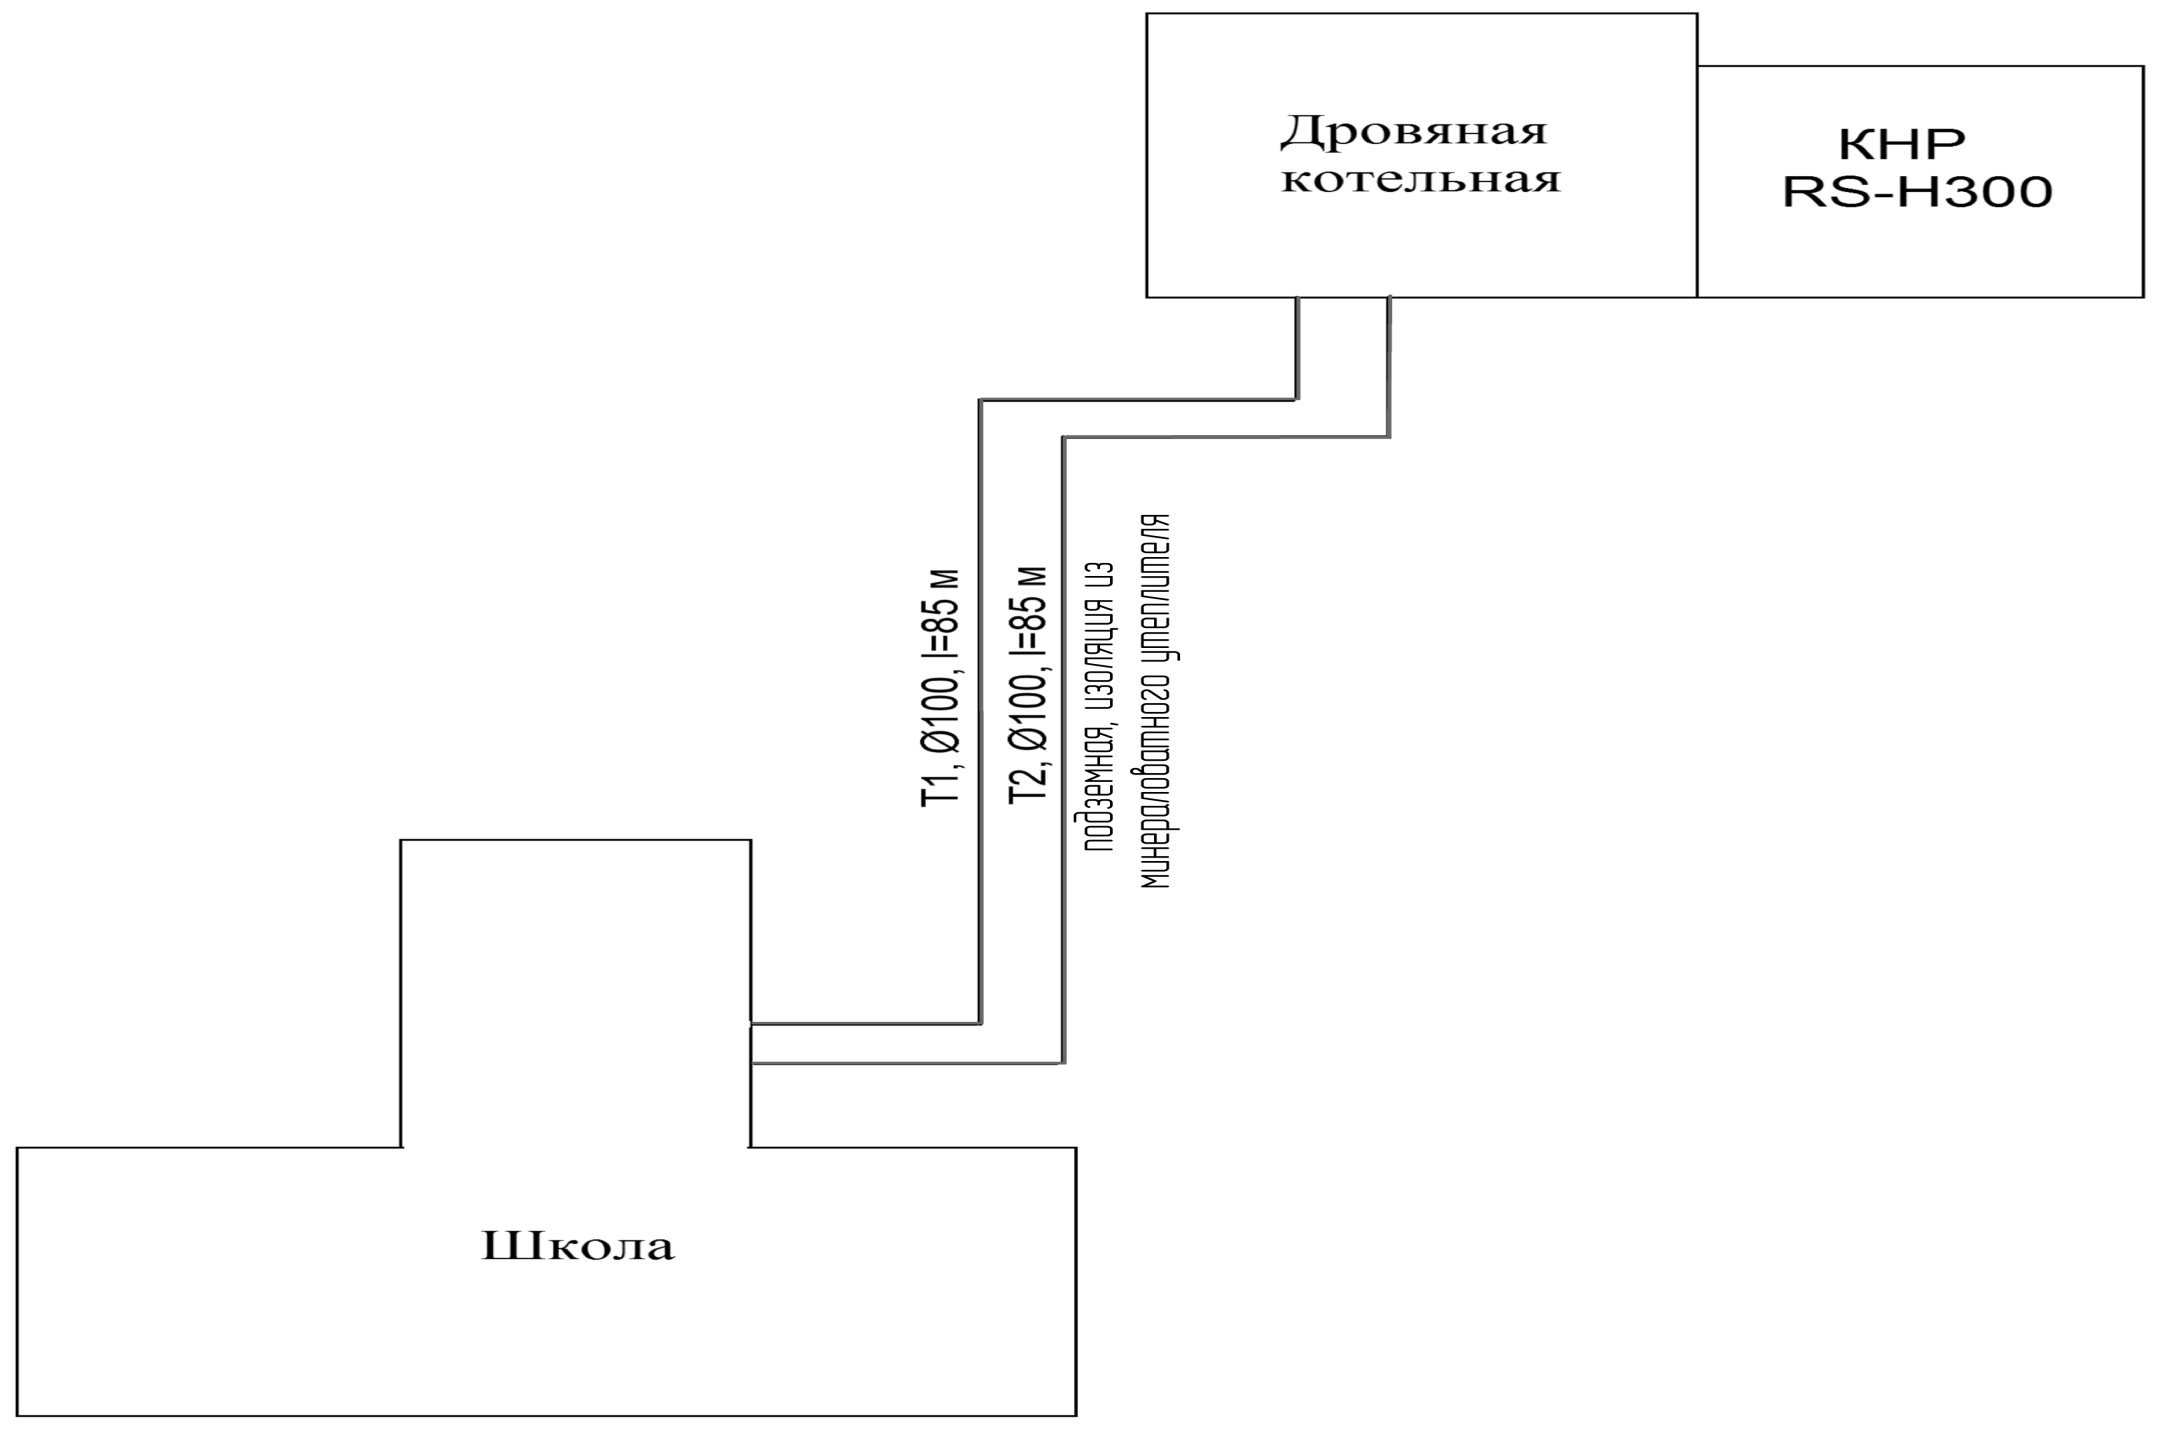 Дровяная
котельная
КНР
RS-H300
T1, Ø100, l=85 м
T2, Ø100, l=85 м
подземная, изоляция из
минераловатного утеплителя
Школа